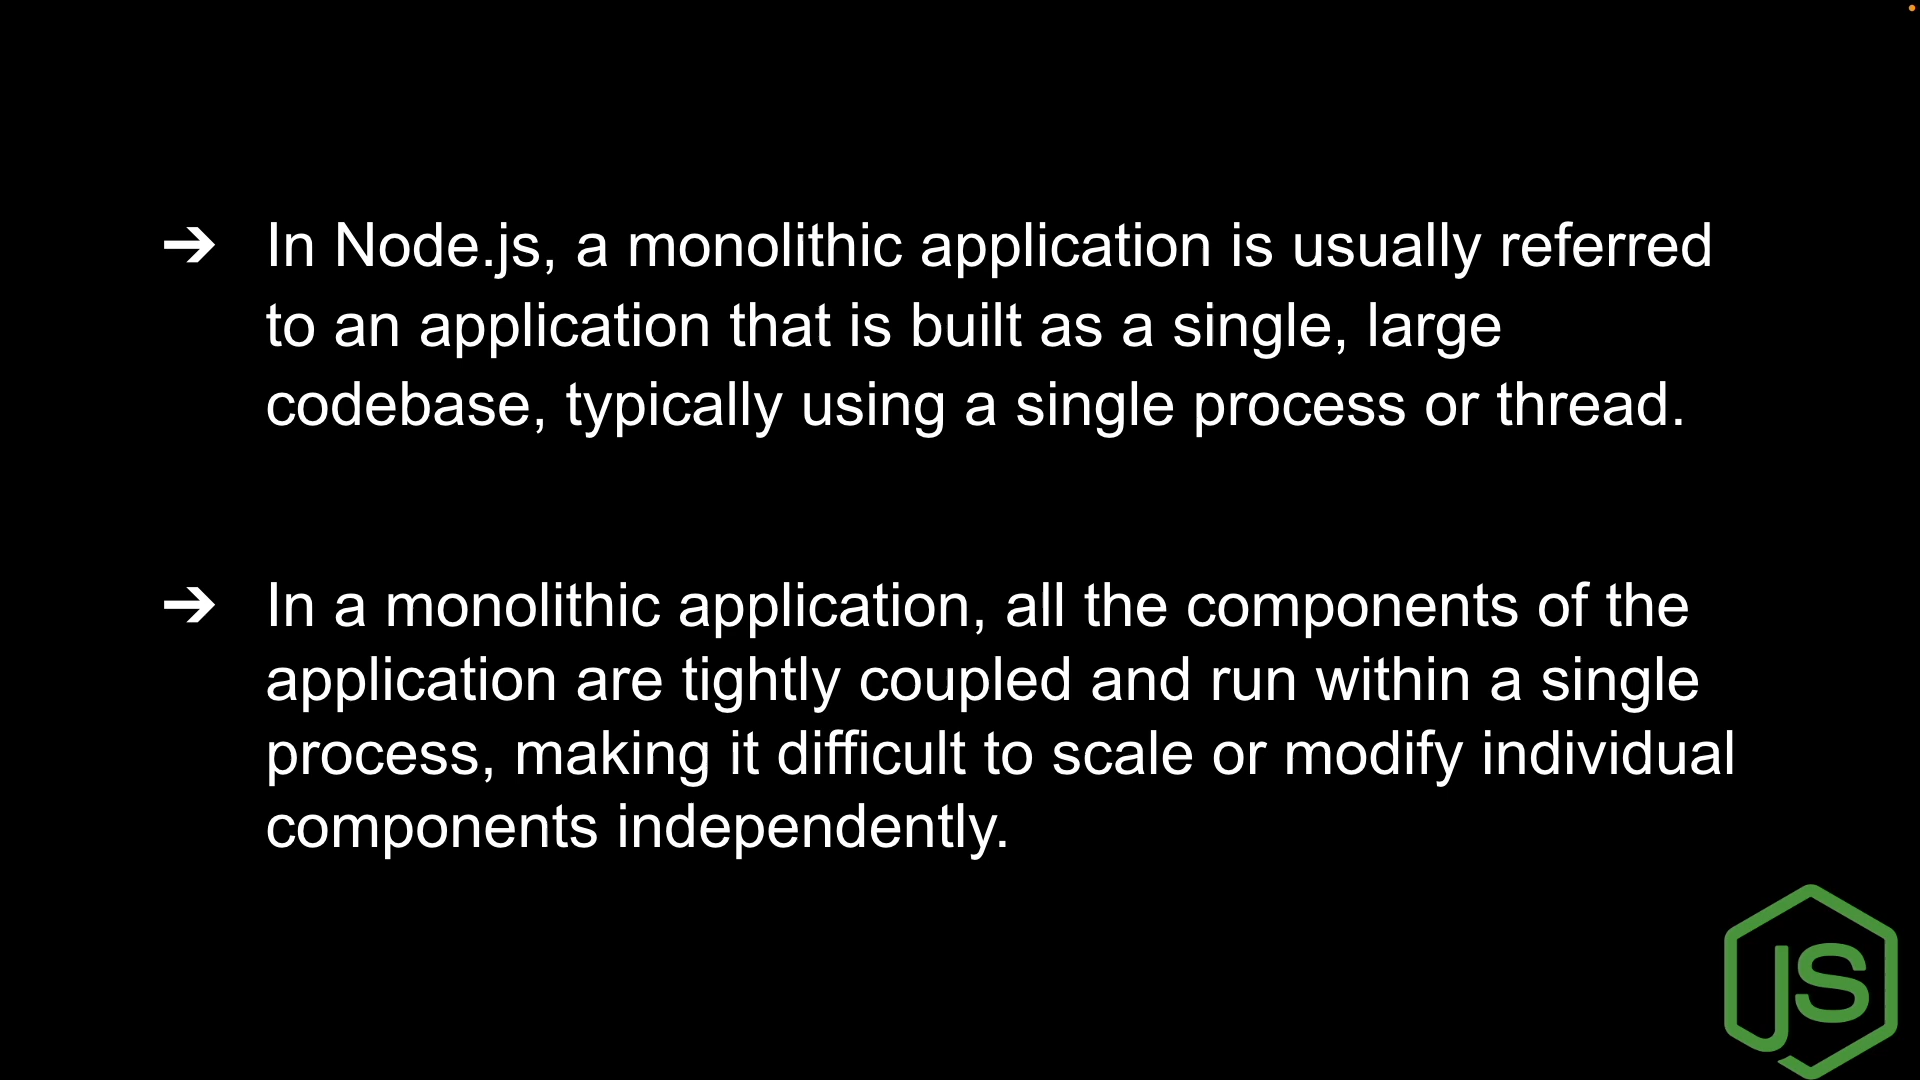 ➔ In Node.js, a monolithic application is usually referred
to an application that is built as a single, large
codebase, typically using a single process or thread.
➔ In a monolithic application, all the components of the
application are tightly coupled and run within a single
process, making it difficult to scale or modify individual
components independently.
JS